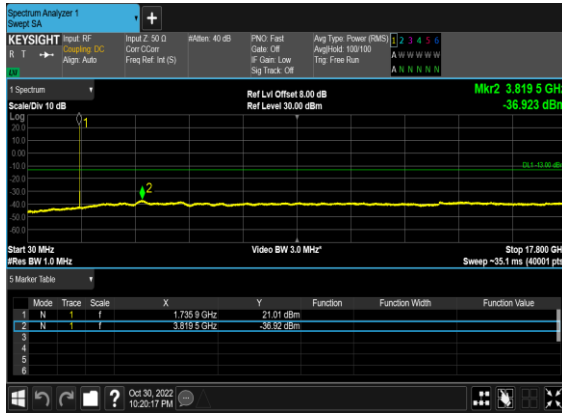 Spectrum Analyzer 1
Swept SA
+
KEYSIGHT Input: RF Input Z: 50 Ω #Atten: 40 dB PNO: Fast Avg Type: Power (RMS) 1 2 3 4 5 6
R T Coupling: DC Corr CCorr Gate: Off Avg|Hold: 100/100 A W W W W W
Align: Auto Freq Ref: Int (S) IF Gain: Low Trig: Free Run
Sig Track: Off A N N N N N
1 Spectrum Ref Lvl Offset 8.00 dB Mkr2 3.819 5 GHz
Scale/Div 10 dB Ref Level 30.00 dBm -36.923 dBm
Log
1
20.0
10.0
0.00
-10.0 DL1 -13.00 dBm
-20.0
-30.0 2
-40.0
-50.0
-60.0
Start 30 MHz Video BW 3.0 MHz* Stop 17.800 GHz
#Res BW 1.0 MHz Sweep ~35.1 ms (40001 pts)
5 Marker Table
Mode Trace Scale X Y Function Function Width Function Value
1 N 1 f 1.735 9 GHz 21.01 dBm
2 N 1 f 3.819 5 GHz -36.92 dBm
3
4
5
6
? Oct 30, 2022
10:20:17 PM